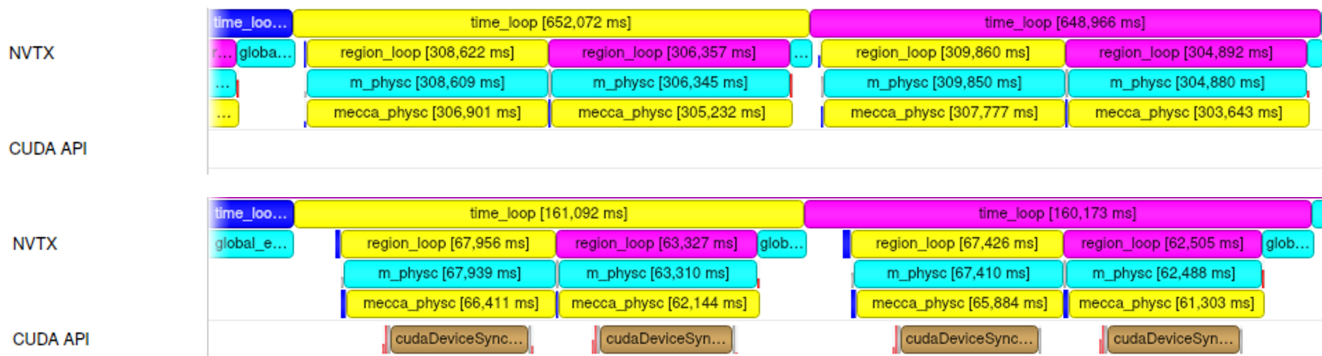 time_loo... time_loop [652,072 ms] time_loop [648,966 ms]
NVTX r... globa... region_loop [308,622 ms] region_loop [306,357 ms] ... region_loop [309,860 ms] region_loop [304,892 ms]
... m_physc [308,609 ms] m_physc [306,345 ms] m_physc [309,850 ms] m_physc [304,880 ms]
... mecca_physc [306,901 ms] mecca_physc [305,232 ms] mecca_physc [307,777 ms] mecca_physc [303,643 ms]
CUDA API
time_loo... time_loop [161,092 ms] time_loop [160,173 ms]
NVTX global_e... region_loop [67,956 ms] region_loop [63,327 ms] glob... region_loop [67,426 ms] region_loop [62,505 ms] glob...
m_physc [67,939 ms] m_physc [63,310 ms] m_physc [67,410 ms] m_physc [62,488 ms]
mecca_physc [66,411 ms] mecca_physc [62,144 ms] mecca_physc [65,884 ms] mecca_physc [61,303 ms]
CUDA API cudaDeviceSync... cudaDeviceSyn... cudaDeviceSync... cudaDeviceSyn...